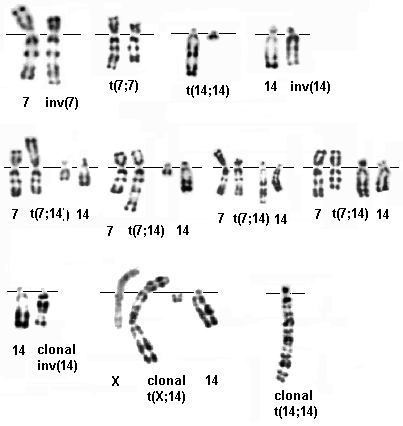 7 inv(7)
t(7;7)
t(14;14)
14 inv(14)
7 t(7;14) 14
7 t(7;14) 14
7 t(7;14) 14
7 t(7;14) 14
14 clonal
inv(14)
X clonal 14
t(X;14)
clonal
t(14;14)